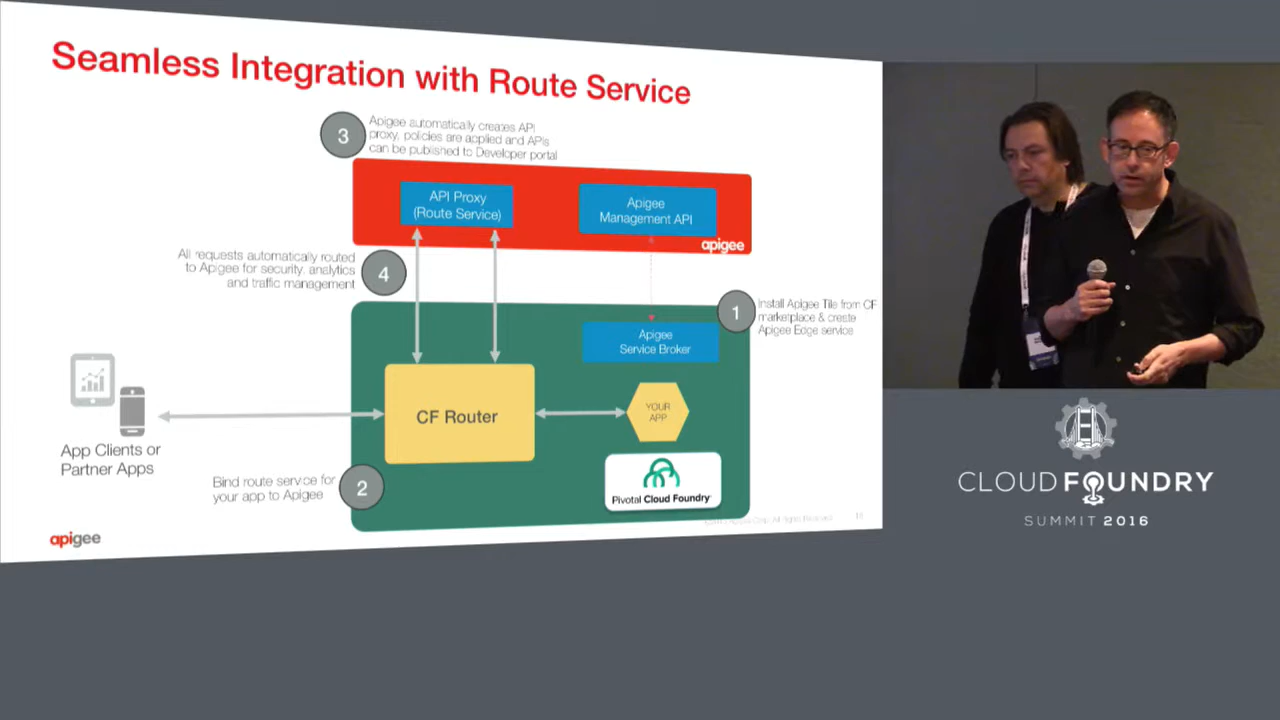 Seamless Integration with Route Service
3
Apigee automatically creates API
proxy, policies are applied and APIs
can be published to Developer portal
API Proxy
(Route Service)
Apigee
Management API
apigee
All requests automatically routed
to Apigee for security, analytics
and traffic management
4
1
Install Apigee Tile from CF
marketplace & create
Apigee Edge service
Apigee
Service Broker
CF Router
YOUR
APP
App Clients or
Partner Apps
Bind route service for
your app to Apigee
2
Pivotal Cloud Foundry
apigee
All Rights Reserved
CLOUD FOUNDRY
SUMMIT 2016